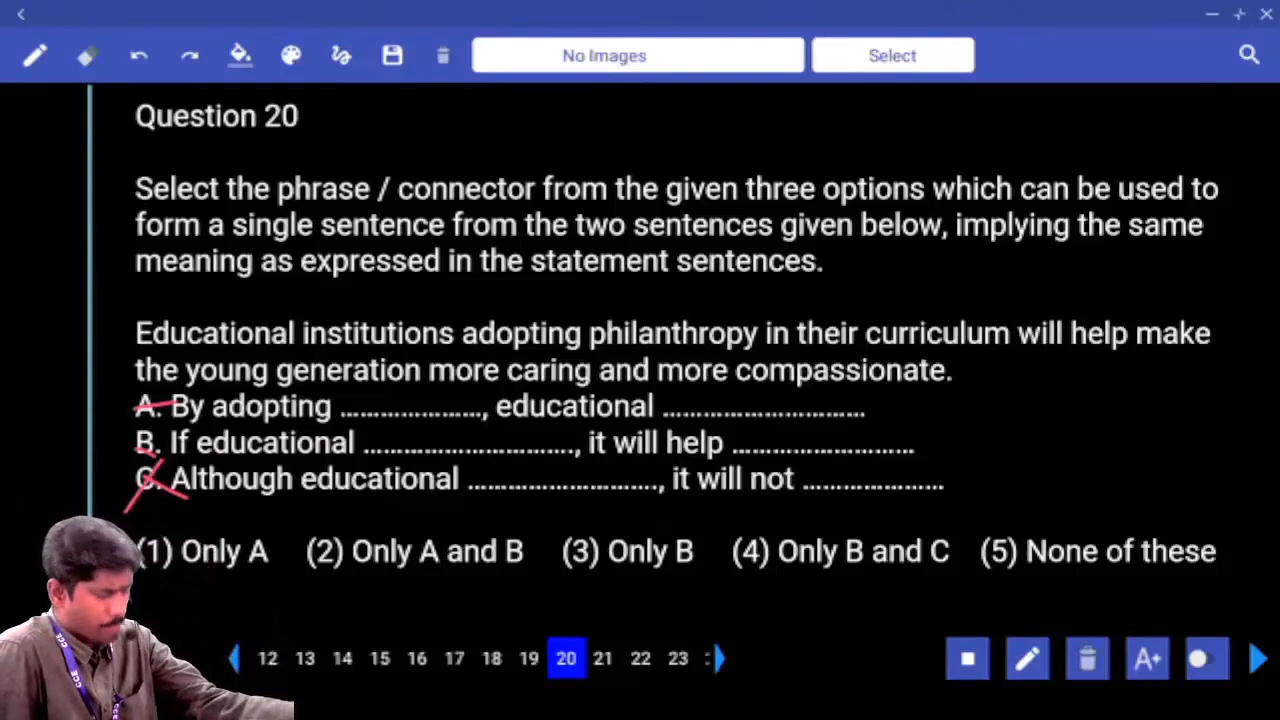 No Images
Select
Question 20
Select the phrase / connector from the given three options which can be used to
form a single sentence from the two sentences given below, implying the same
meaning as expressed in the statement sentences.
Educational institutions adopting philanthropy in their curriculum will help make
the young generation more caring and more compassionate.
A. By adopting ......................, educational ..............................
B. If educational ..............................., it will help ...........................
C. Although educational ............................, it will not .....................
(1) Only A (2) Only A and B (3) Only B (4) Only B and C (5) None of these
12 13 14 15 16 17 18 19 20 21 22 23
A+
CCE